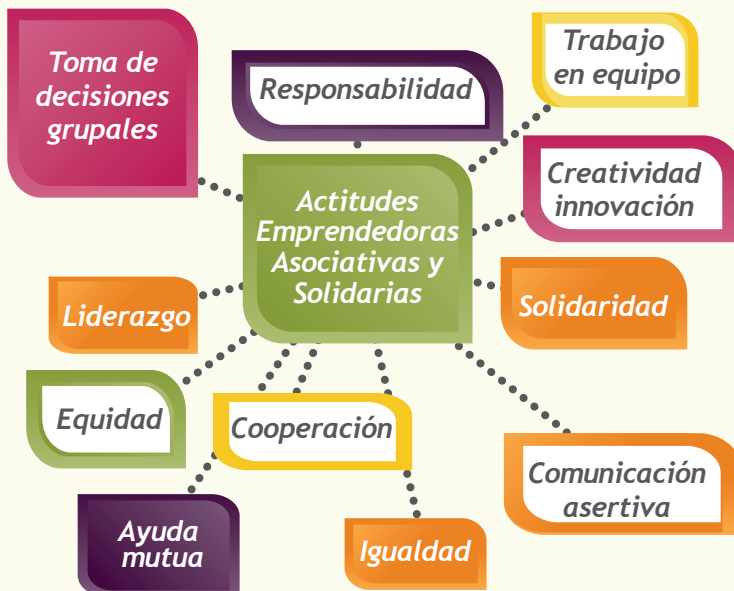 Toma de
decisiones
grupales
Responsabilidad
Trabajo
en equipo
Creatividad
innovación
Actitudes
Emprendedoras
Asociativas y
Solidarias
Liderazgo
Solidaridad
Equidad
Cooperación
Comunicación
asertiva
Ayuda
mutua
Igualdad